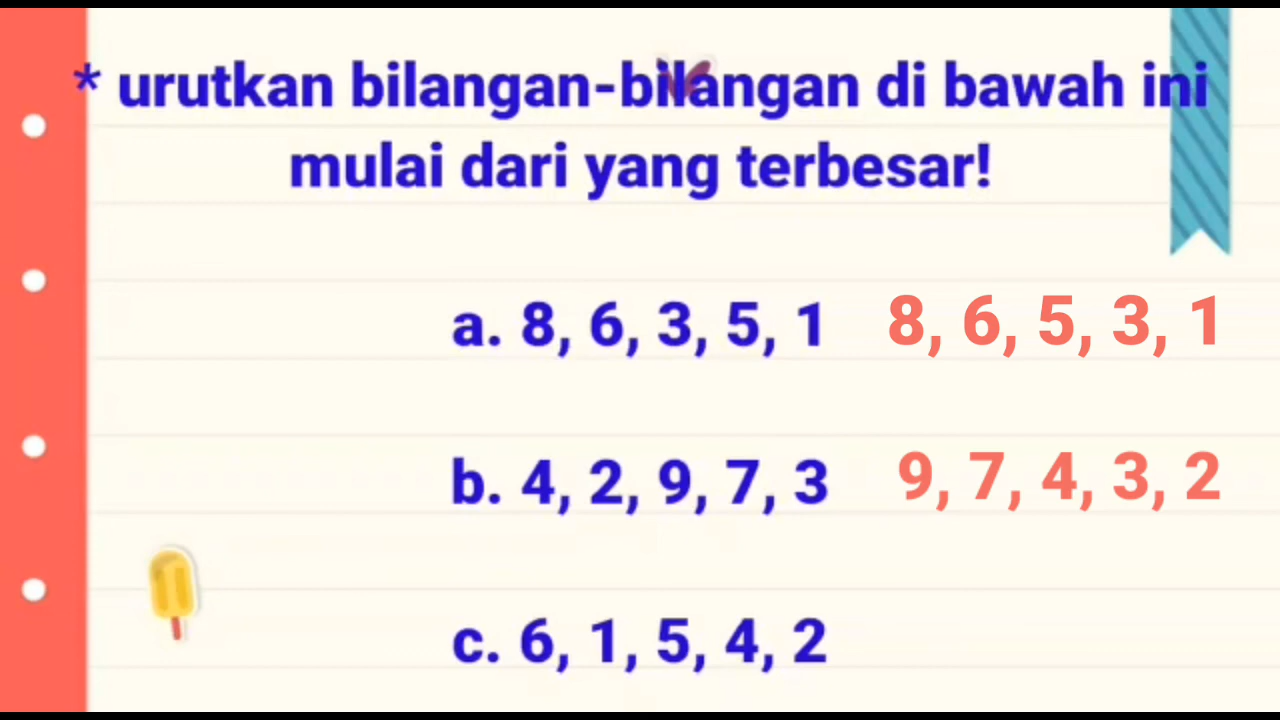 * urutkan bilangan-bilangan di bawah ini
mulai dari yang terbesar!
a. 8, 6, 3, 5, 1 8, 6, 5, 3, 1
b. 4, 2, 9, 7, 3 9, 7, 4, 3, 2
c. 6, 1, 5, 4, 2